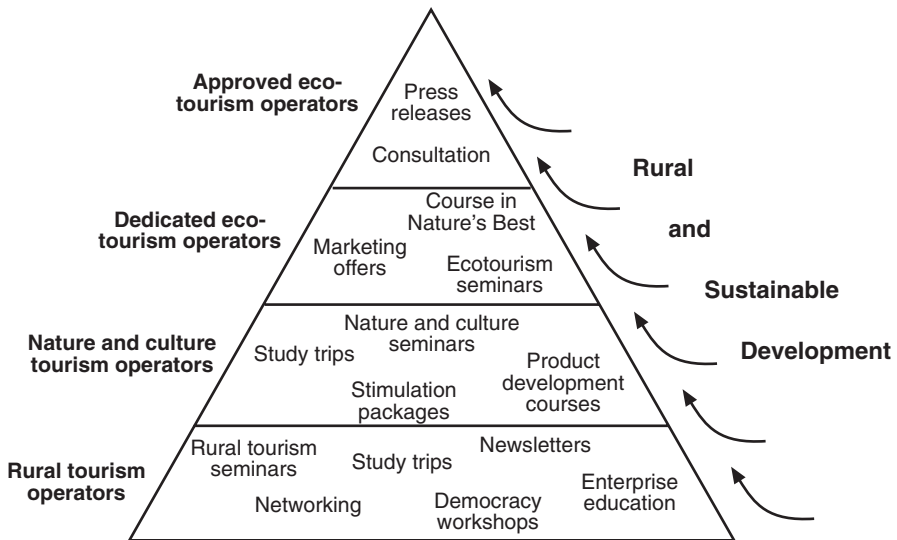 Approved eco-
tourism operators
Press
releases
Consultation
Rural
Dedicated eco-
tourism operators
Course in
Nature's Best
Marketing
offers
Ecotourism
seminars
and
Sustainable
Nature and culture
tourism operators
Nature and culture
seminars
Study trips
Product
development
courses
Stimulation
packages
Development
Rural tourism
operators
Rural tourism
seminars
Study trips
Newsletters
Networking
Democracy
workshops
Enterprise
education